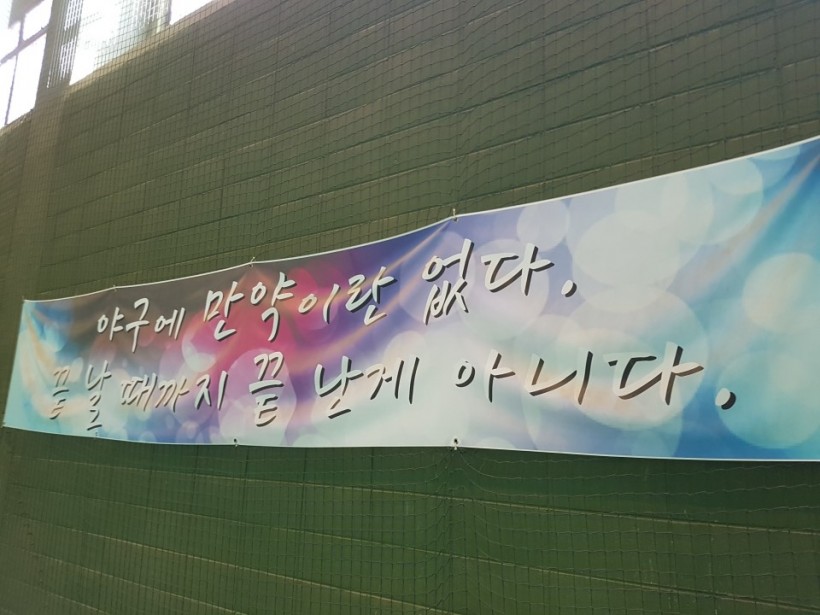 야구에 만약이란 없다.
끝 날 때까지 끝 난게 아니다.